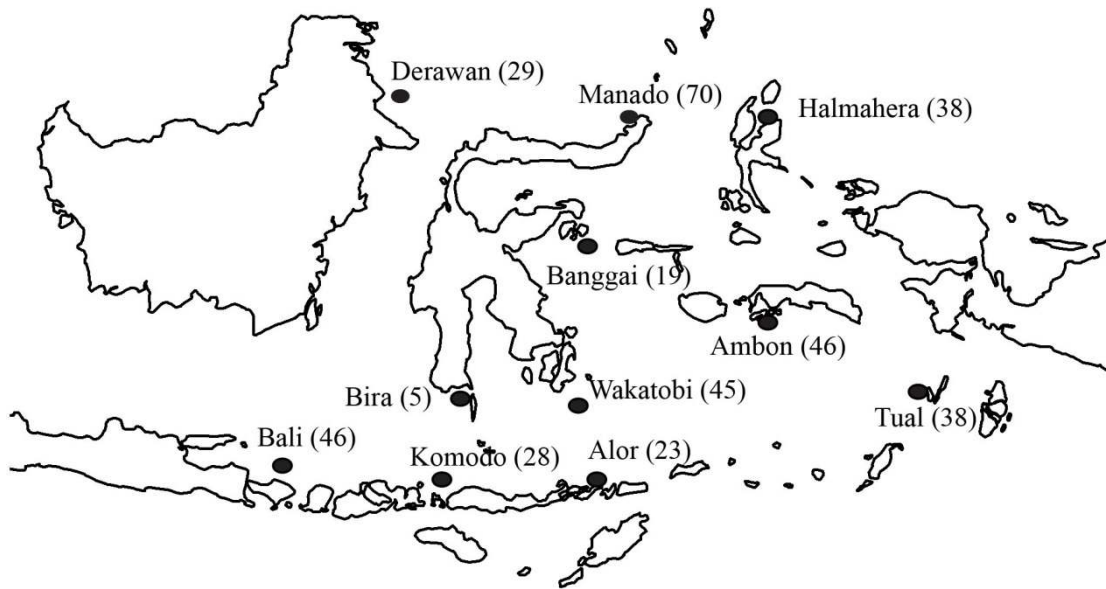 Derawan (29)
Manado (70)
Halmahera (38)
Banggai (19)
Ambon (46)
Bira (5)
Wakatobi (45)
Tual (38)
Bali (46)
Komodo (28)
Alor (23)